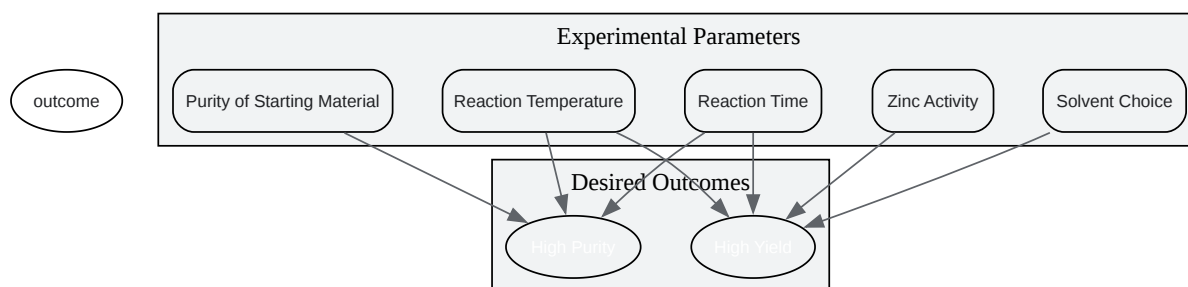 Experimental Parameters
outcome
Purity of Starting Material
Reaction Temperature
Reaction Time
Zinc Activity
Solvent Choice
Desired Outcomes
High Purity
High Yield